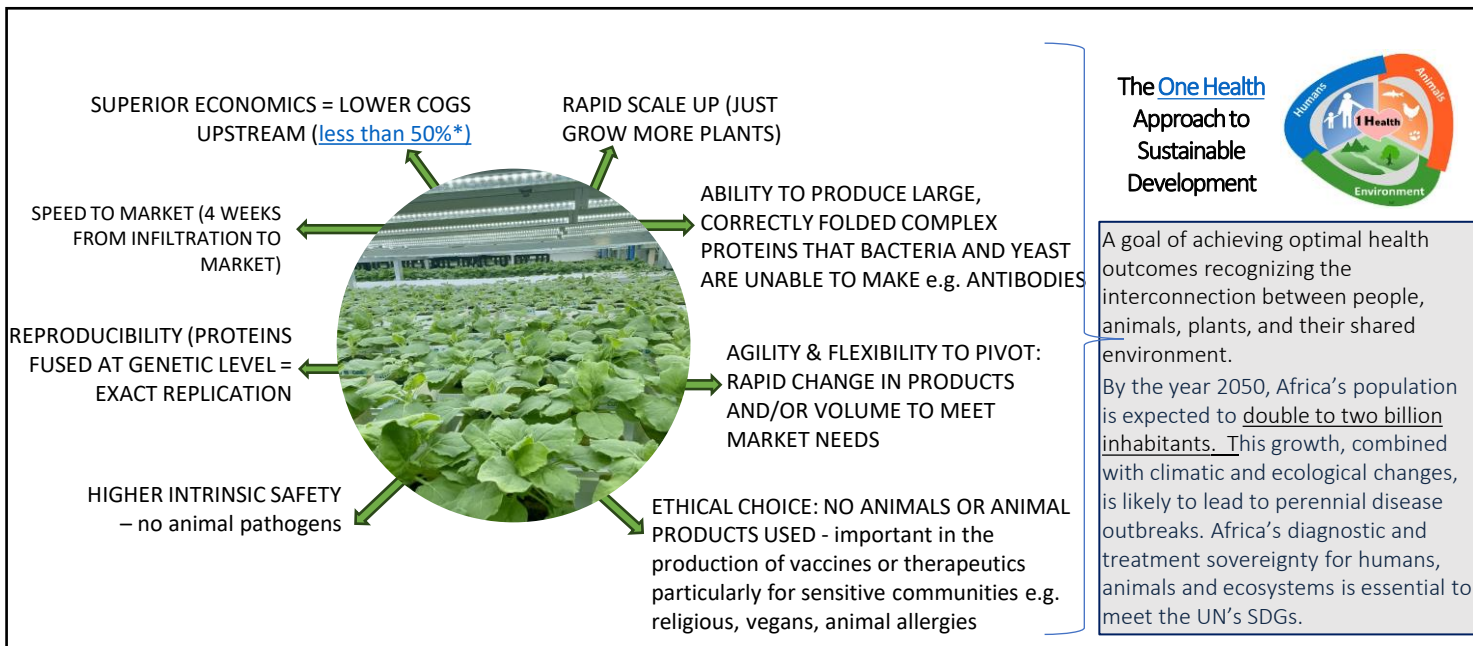 SUPERIOR ECONOMICS = LOWER COGS
UPSTREAM (less than 50%*)
RAPID SCALE UP (JUST
GROW MORE PLANTS)
SPEED TO MARKET (4 WEEKS
FROM INFILTRATION TO
MARKET)
ABILITY TO PRODUCE LARGE,
CORRECTLY FOLDED COMPLEX
PROTEINS THAT BACTERIA AND YEAST
ARE UNABLE TO MAKE e.g. ANTIBODIES
REPRODUCIBILITY (PROTEINS
FUSED AT GENETIC LEVEL =
EXACT REPLICATION
AGILITY & FLEXIBILITY TO PIVOT:
RAPID CHANGE IN PRODUCTS
AND/OR VOLUME TO MEET
MARKET NEEDS
HIGHER INTRINSIC SAFETY
– no animal pathogens
ETHICAL CHOICE: NO ANIMALS OR ANIMAL
PRODUCTS USED - important in the
production of vaccines or therapeutics
particularly for sensitive communities e.g.
religious, vegans, animal allergies
The One Health
Approach to
Sustainable
Development
Humans
Animals
1 Health
Environment
A goal of achieving optimal health
outcomes recognizing the
interconnection between people,
animals, plants, and their shared
environment.
By the year 2050, Africa's population
is expected to double to two billion
inhabitants. This growth, combined
with climatic and ecological changes,
is likely to lead to perennial disease
outbreaks. Africa's diagnostic and
treatment sovereignty for humans,
animals and ecosystems is essential to
meet the UN's SDGs.